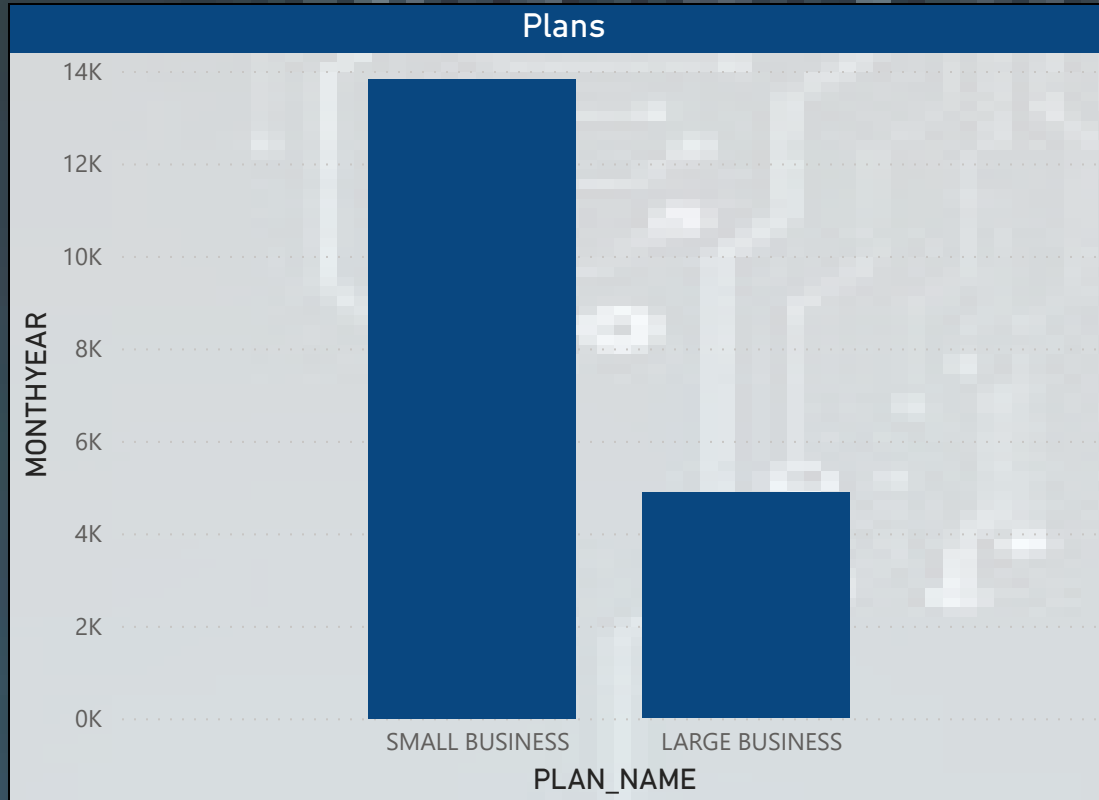 Plans
14K
12K
10K
8K
6K
4K
2K
0K
MONTHYEAR
SMALL BUSINESS
LARGE BUSINESS
PLAN_NAME